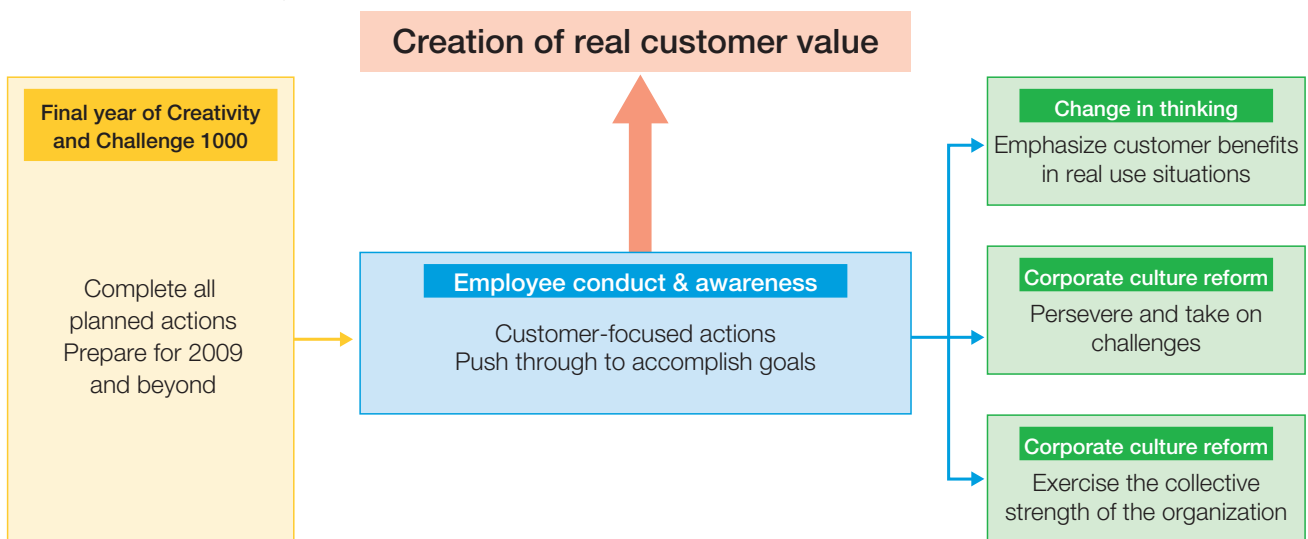 Creation of real customer value
Final year of Creativity
and Challenge 1000
Complete all
planned actions
Prepare for 2009
and beyond
Employee conduct & awareness
Customer-focused actions
Push through to accomplish goals
Change in thinking
Emphasize customer benefits
in real use situations
Corporate culture reform
Persevere and take on
challenges
Corporate culture reform
Exercise the collective
strength of the organization